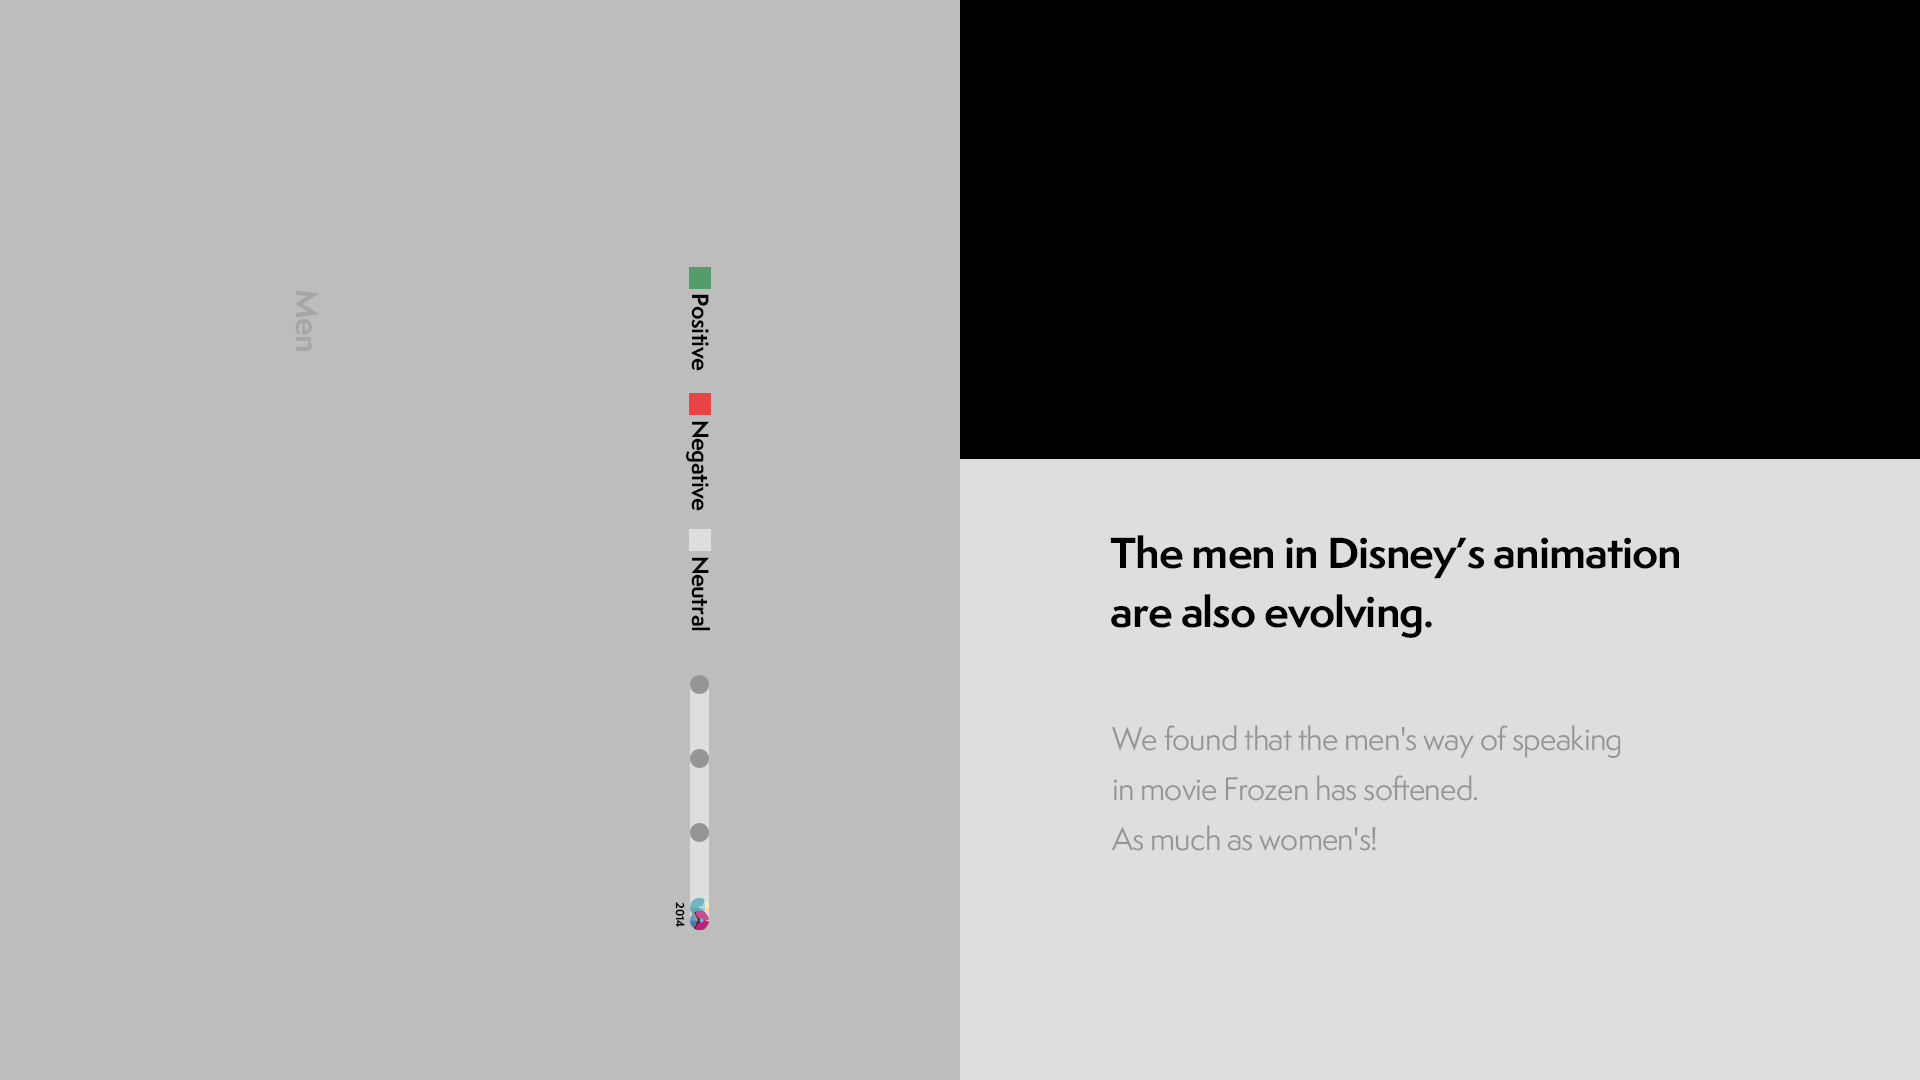 Men
Positive
Negative
Neutral
2014
The men in Disney’s animation
are also evolving.
We found that the men's way of speaking
in movie Frozen has softened.
As much as women's!